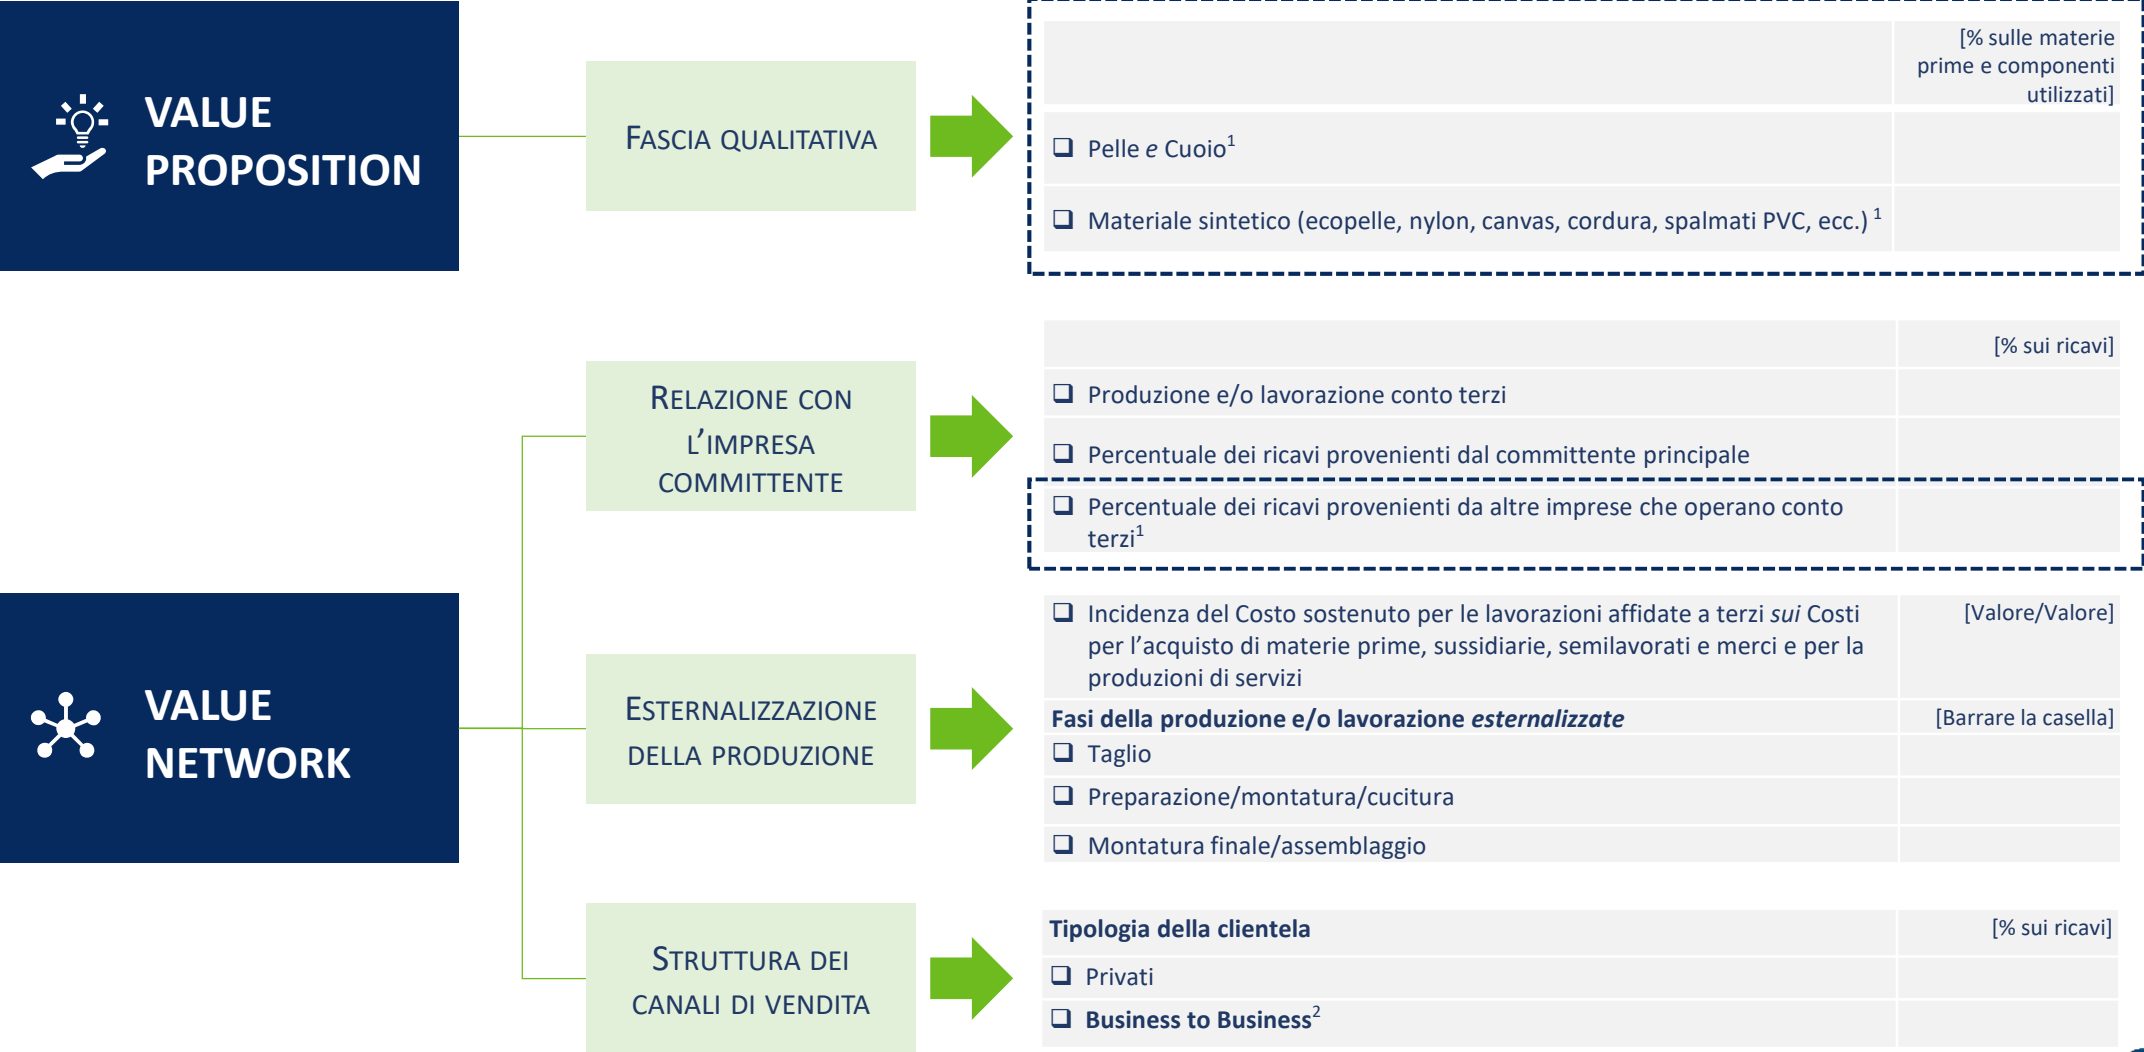 VALUE
PROPOSITION
FASCIA QUALITATIVA
[% sulle materie
prime e componenti
utilizzati]
❑ Pelle e Cuoio¹
❑ Materiale sintetico (ecopelle, nylon, canvas, cordura, spalmati PVC, ecc.) ¹
RELAZIONE CON
L'IMPRESA
COMMITTENTE
[% sui ricavi]
❑ Produzione e/o lavorazione conto terzi
❑ Percentuale dei ricavi provenienti dal committente principale
❑ Percentuale dei ricavi provenienti da altre imprese che operano conto
terzi¹
VALUE
NETWORK
ESTERNALIZZAZIONE
DELLA PRODUZIONE
❑ Incidenza del Costo sostenuto per le lavorazioni affidate a terzi sui Costi [Valore/Valore]
per l'acquisto di materie prime, sussidiarie, semilavorati e merci e per la
produzioni di servizi
Fasi della produzione e/o lavorazione esternalizzate [Barrare la casella]
❑ Taglio
❑ Preparazione/montatura/cucitura
❑ Montatura finale/assemblaggio
STRUTTURA DEI
CANALI DI VENDITA
Tipologia della clientela [% sui ricavi]
❑ Privati
❑ Business to Business²